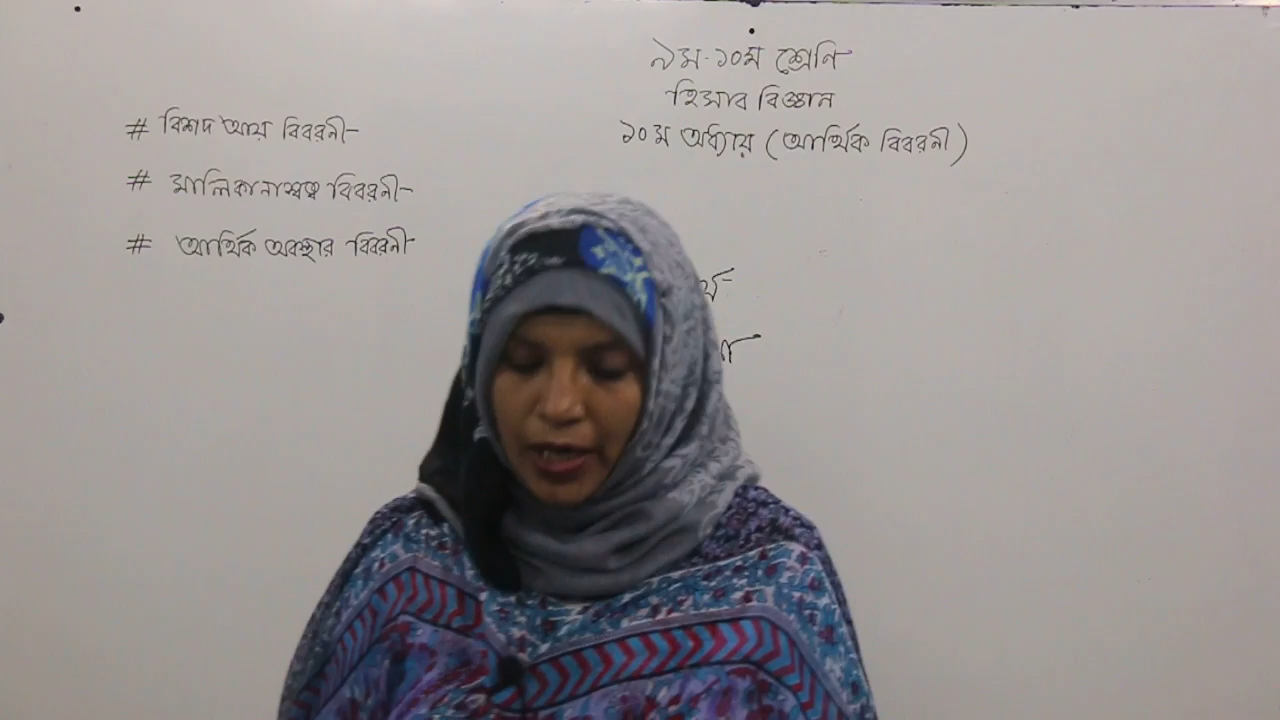 ৯ম-১০ম শ্রেণি
হিসাব বিজ্ঞান
১০ম অধ্যায় (আর্থিক বিবরনী)
# বিশদ আয় বিবরনী-
# মালিকানাস্বত্ব বিবরনী-
# আর্থিক অবস্থার বিবরনী